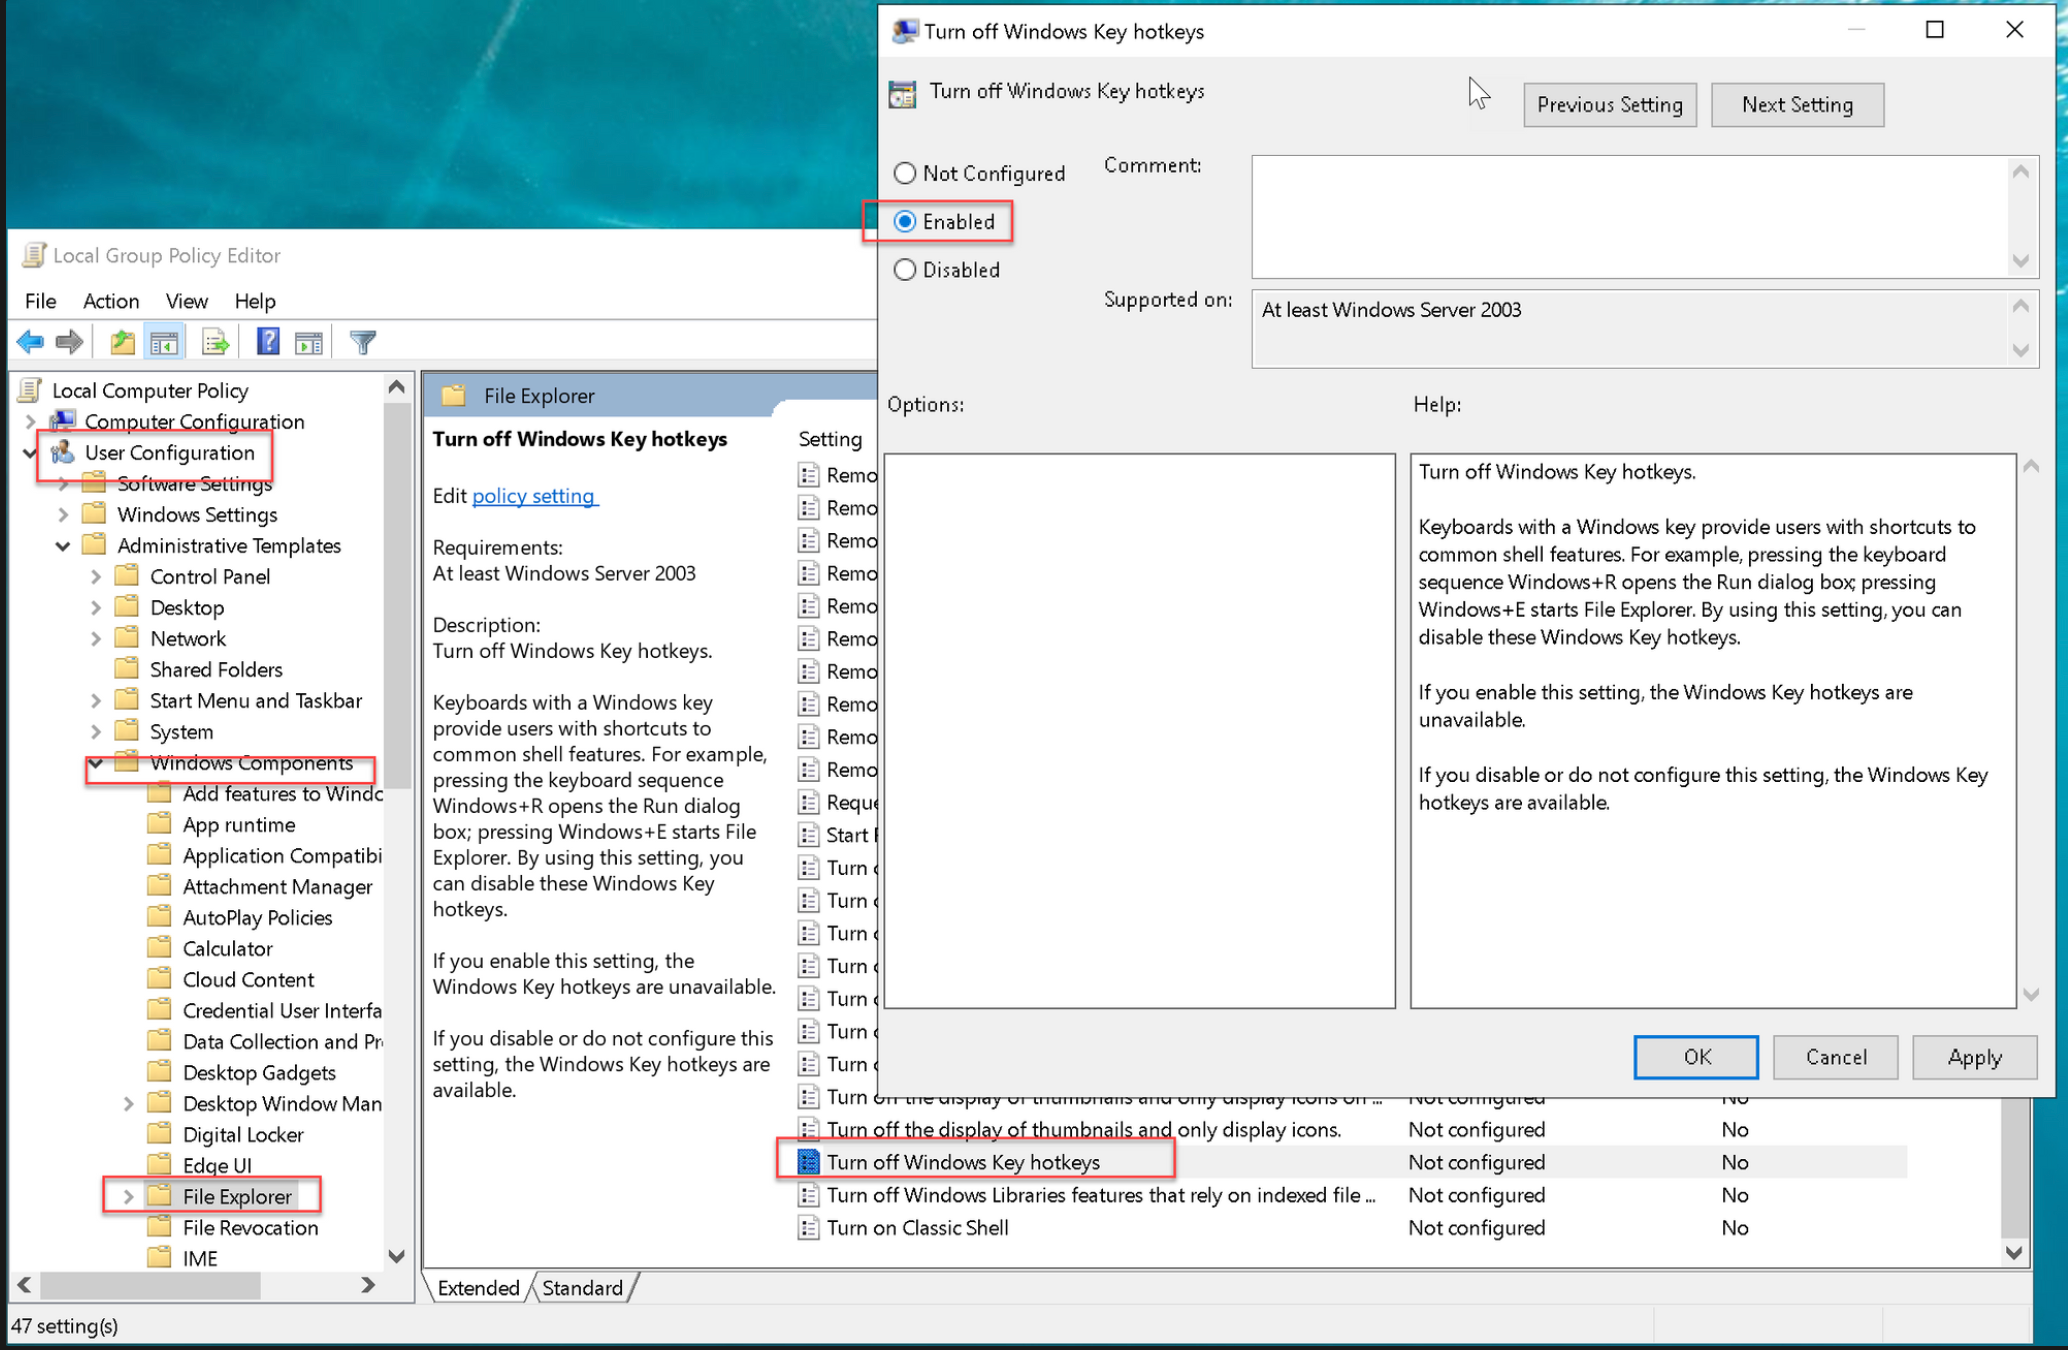 Turn off Windows Key hotkeys
Turn off Windows Key hotkeys
Previous Setting
Next Setting
Not Configured
Enabled
Disabled
Comment:
Supported on:
At least Windows Server 2003
Options:
Help:
Turn off Windows Key hotkeys.
Keyboards with a Windows key provide users with shortcuts to
common shell features. For example, pressing the keyboard
sequence Windows+R opens the Run dialog box; pressing
Windows+E starts File Explorer. By using this setting, you can
disable these Windows Key hotkeys.
If you enable this setting, the Windows Key hotkeys are
unavailable.
If you disable or do not configure this setting, the Windows Key
hotkeys are available.
OK
Cancel
Apply
Local Group Policy Editor
File Action View Help
Local Computer Policy
Computer Configuration
User Configuration
Software Settings
Windows Settings
Administrative Templates
Control Panel
Desktop
Network
Shared Folders
Start Menu and Taskbar
System
Windows Components
Add features to Windo
App runtime
Application Compatibi
Attachment Manager
AutoPlay Policies
Calculator
Cloud Content
Credential User Interfa
Data Collection and Pr
Desktop Gadgets
Desktop Window Man
Digital Locker
Edge UI
File Explorer
File Revocation
IME
File Explorer
Turn off Windows Key hotkeys
Edit policy setting
Requirements:
At least Windows Server 2003
Description:
Turn off Windows Key hotkeys.
Keyboards with a Windows key
provide users with shortcuts to
common shell features. For example,
pressing the keyboard sequence
Windows+R opens the Run dialog
box; pressing Windows+E starts File
Explorer. By using this setting, you
can disable these Windows Key
hotkeys.
If you enable this setting, the
Windows Key hotkeys are unavailable.
If you disable or do not configure this
setting, the Windows Key hotkeys are
available.
Setting
Remo
Remo
Remo
Remo
Remo
Remo
Remo
Remo
Remo
Remo
Reque
Start
Turn
Turn
Turn
Turn
Turn
Turn
Turn
Turn off the display of thumbnails and only display icons on ... Not configured No
Turn off the display of thumbnails and only display icons. Not configured No
Turn off Windows Key hotkeys Not configured No
Turn off Windows Libraries features that rely on indexed file ... Not configured No
Turn on Classic Shell Not configured No
Extended Standard
47 setting(s)